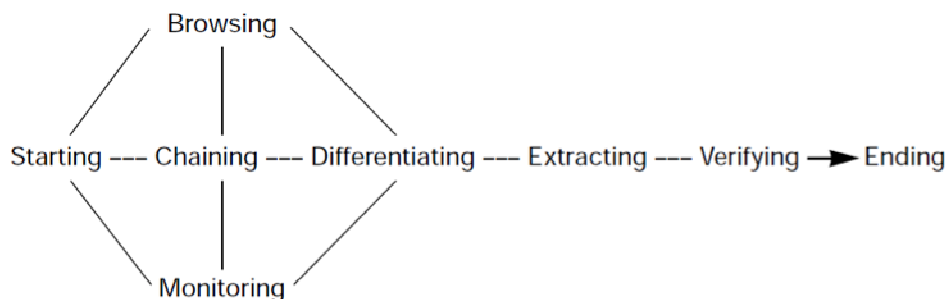 Browsing
Starting --- Chaining --- Differentiating --- Extracting --- Verifying Ending
Monitoring